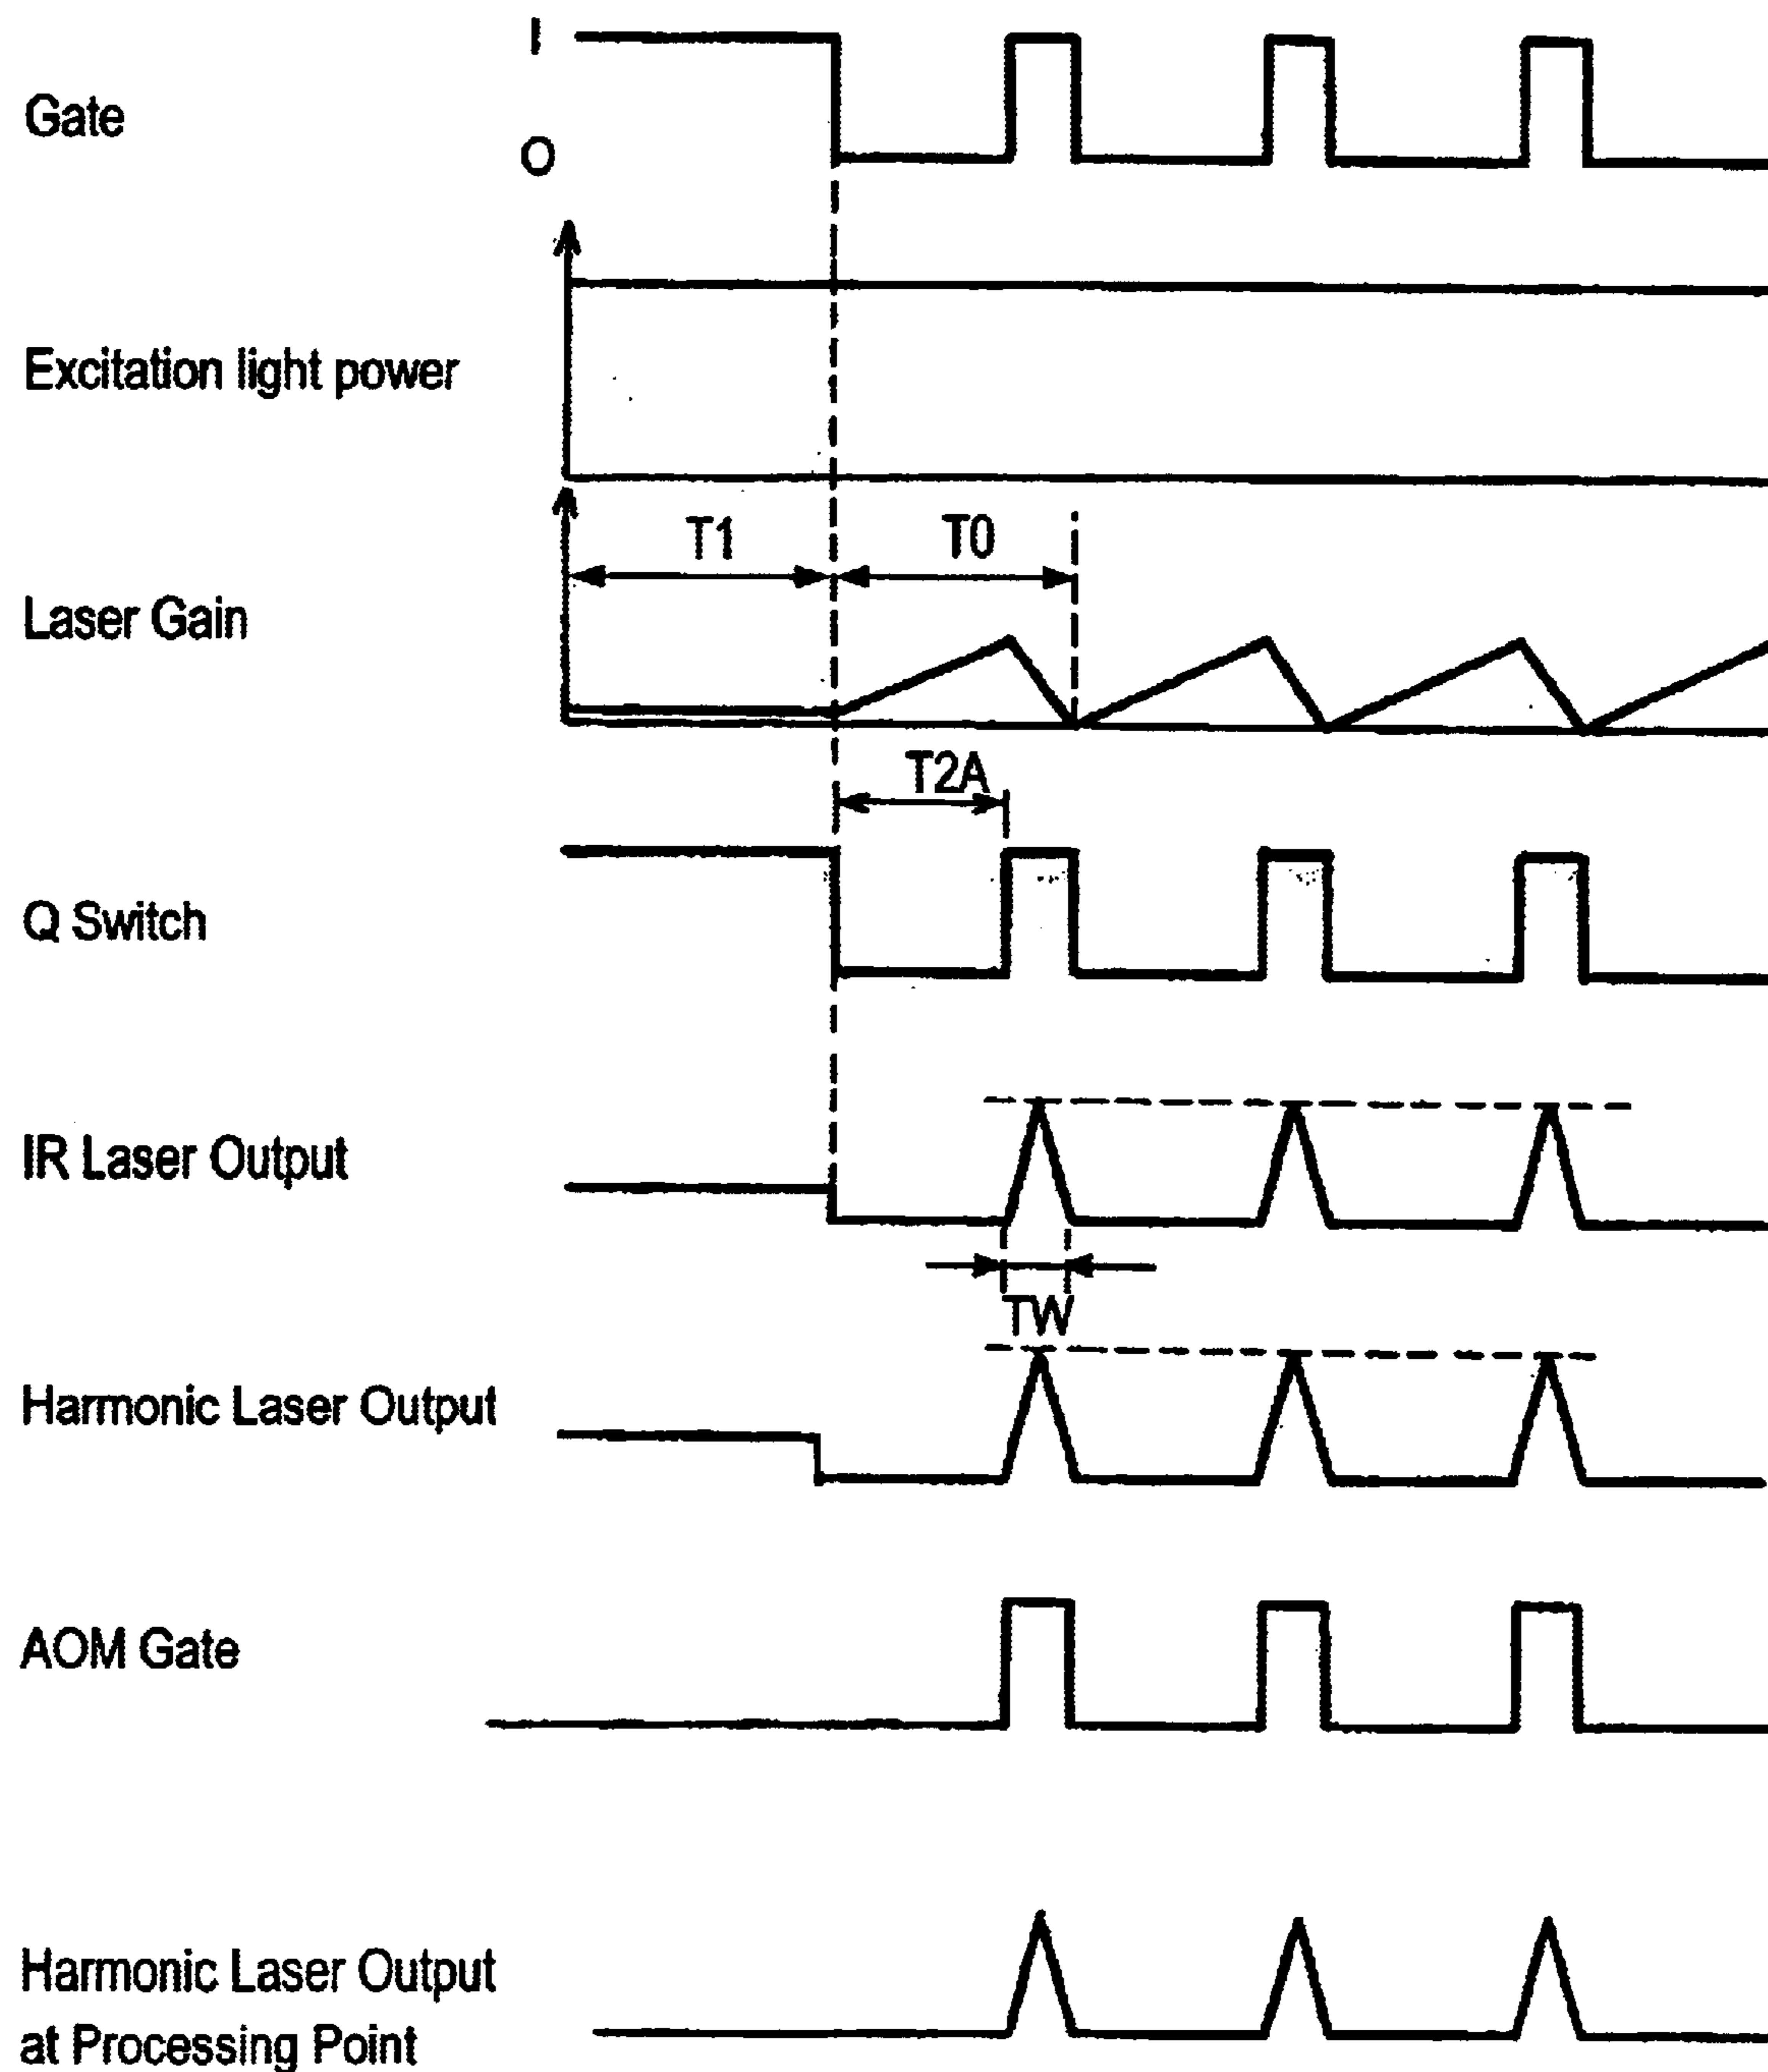 I
Gate
O
Excitation light power
T1
T0
Laser Gain
T2A
Q Switch
IR Laser Output
TW
Harmonic Laser Output
AOM Gate
Harmonic Laser Output
at Processing Point